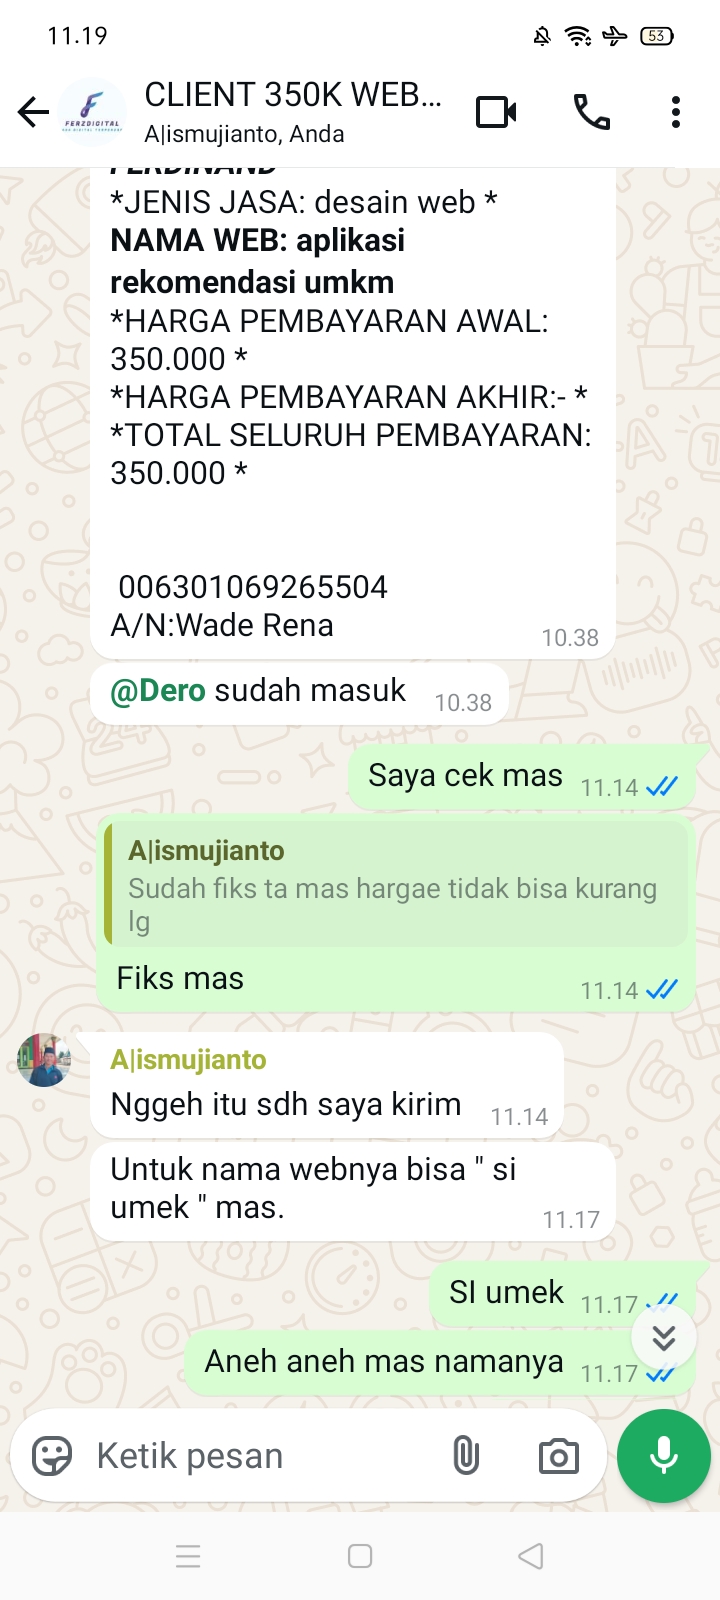 11.19
53
CLIENT 350K WEB...
A|ismujianto, Anda
FERZDIGITAL
FERDINAND
*JENIS JASA: desain web *
NAMA WEB: aplikasi
rekomendasi umkm
*HARGA PEMBAYARAN AWAL:
350.000 *
*HARGA PEMBAYARAN AKHIR:- *
*TOTAL SELURUH PEMBAYARAN:
350.000 *
006301069265504
A/N:Wade Rena
10.38
@Dero sudah masuk 10.38
Saya cek mas 11.14
A|ismujianto
Sudah fiks ta mas hargae tidak bisa kurang
lg
Fiks mas 11.14
A|ismujianto
Nggeh itu sdh saya kirim 11.14
Untuk nama webnya bisa " si
umek " mas. 11.17
SI umek 11.17
Aneh aneh mas namanya 11.17
Ketik pesan